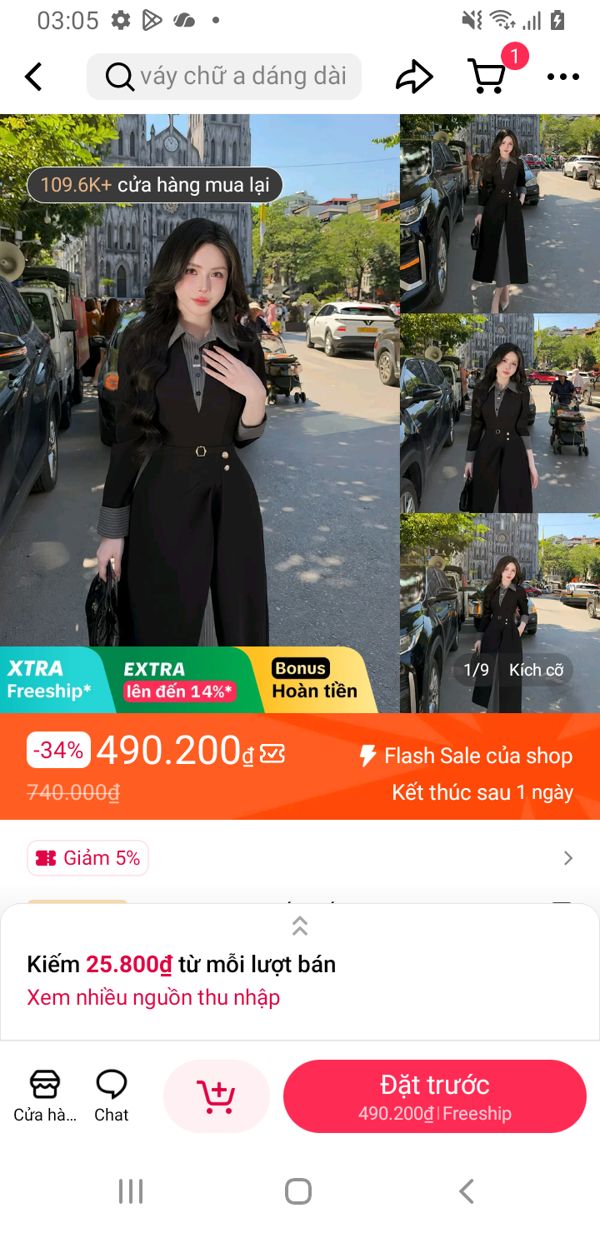 03:05
1
váy chữ a dáng dài
109.6K+ cửa hàng mua lại
XTRA
Freeship*
EXTRA
lên đến 14%*
Bonus
Hoàn tiền
1/9 Kích cỡ
-34% 490.200₫
Flash Sale của shop
740.000₫
Kết thúc sau 1 ngày
Giảm 5%
Kiếm 25.800₫ từ mỗi lượt bán
Xem nhiều nguồn thu nhập
Cửa hà...
Chat
Đặt trước
490.200₫|Freeship